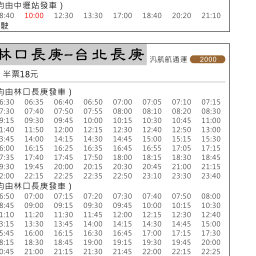 均由中壢站發車 )
8:40 10:00 12:30 13:30 17:00 18:40 20:20 21:10
駛
林口長庚－台北長庚 汎航航通運 2000
半票18元
均由林口長庚發車 )
6:30 06:35 06:40 06:50 07:00 07:05 07:10 07:15
7:30 07:40 07:50 07:55 08:00 08:10 08:20 08:30
9:15 09:30 09:45 10:00 10:15 10:30 10:45 11:00
1:40 11:50 12:00 12:15 12:30 12:40 12:50 13:00
3:45 14:00 14:15 14:30 14:45 15:00 15:15 15:30
6:00 16:15 16:25 16:35 16:45 16:55 17:05 17:15
7:35 17:40 17:45 17:50 18:00 18:15 18:30 18:45
9:30 19:45 20:00 20:15 20:30 20:45 21:00 21:15
2:00 22:15 22:25 22:35 22:50 23:10 23:30 23:40
均由林口長庚發車 )
6:50 07:00 07:15 07:20 07:30 07:40 07:50 08:00
8:45 09:00 09:15 09:30 09:45 10:00 10:15 10:30
1:10 11:20 11:30 11:45 12:00 12:15 12:30 12:40
3:15 13:30 13:45 14:00 14:15 14:30 14:45 15:00
5:45 16:00 16:15 16:30 16:45 17:00 17:15 17:30
8:15 18:30 18:45 19:00 19:15 19:30 19:45 20:00
0:45 21:00 21:15 21:30 21:45 22:00 22:15 22:25